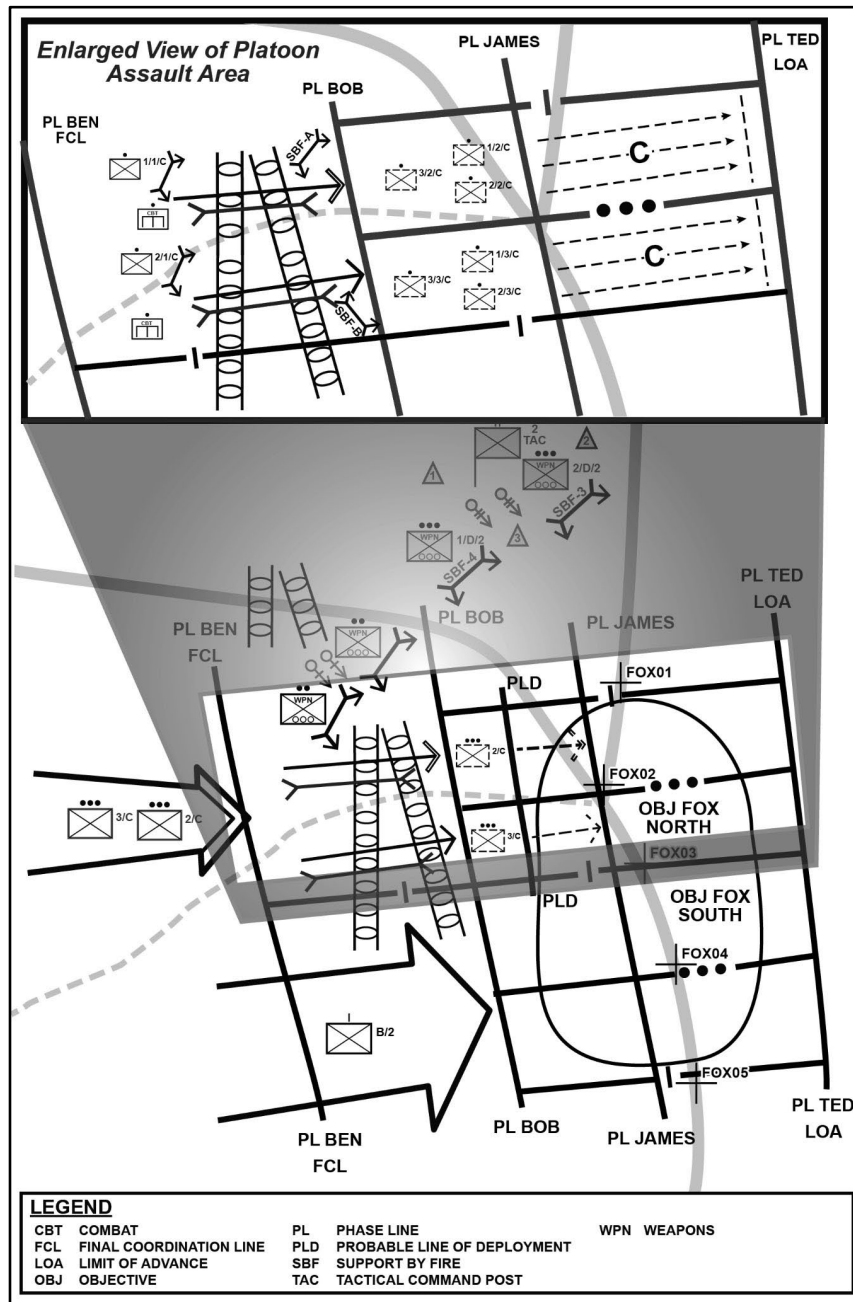 Enlarged View of Platoon
Assault Area
PL BEN
FCL
PL BOB
PL JAMES
PL TED
LOA
1/1/C
SBF-A
CBT
2/1/C
CBT
SBF-B
3/2/C
1/2/C
2/2/C
C
3/3/C
1/3/C
2/3/C
C
2
TAC
2
1
WPN
2/D/2
SBF-3
WPN
1/D/2
3
SBF-4
PL BEN
FCL
PL BOB
PL JAMES
PL TED
LOA
WPN
WPN
PLD
FOX01
2/C
FOX02
3/C
2/C
OBJ FOX
NORTH
3/C
FOX03
PLD
OBJ FOX
SOUTH
FOX04
B/2
FOX05
PL BEN
FCL
PL BOB
PL JAMES
PL TED
LOA
LEGEND
CBT COMBAT PL PHASE LINE WPN WEAPONS
FCL FINAL COORDINATION LINE PLD PROBABLE LINE OF DEPLOYMENT
LOA LIMIT OF ADVANCE SBF SUPPORT BY FIRE
OBJ OBJECTIVE TAC TACTICAL COMMAND POST